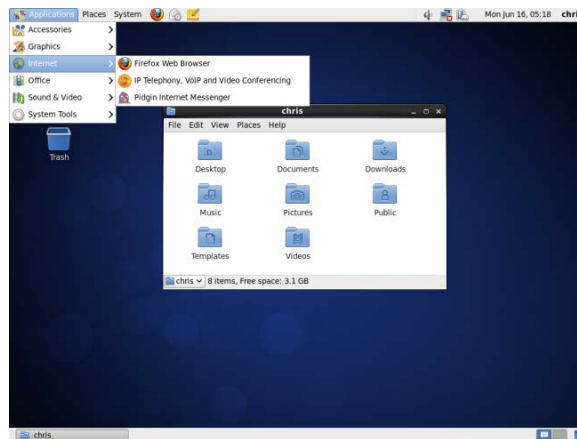 Applications Places System Mon Jun 16, 05:18 chri
Accessories
Graphics
Internet
Office
Sound & Video
System Tools
Firefox Web Browser
IP Telephony, VoIP and Video Conferencing
Pidgin Internet Messenger
Trash
chris
File Edit View Places Help
Desktop Documents Downloads
Music Pictures Public
Templates Videos
chris 8 items, Free space: 3.1 GB
chris